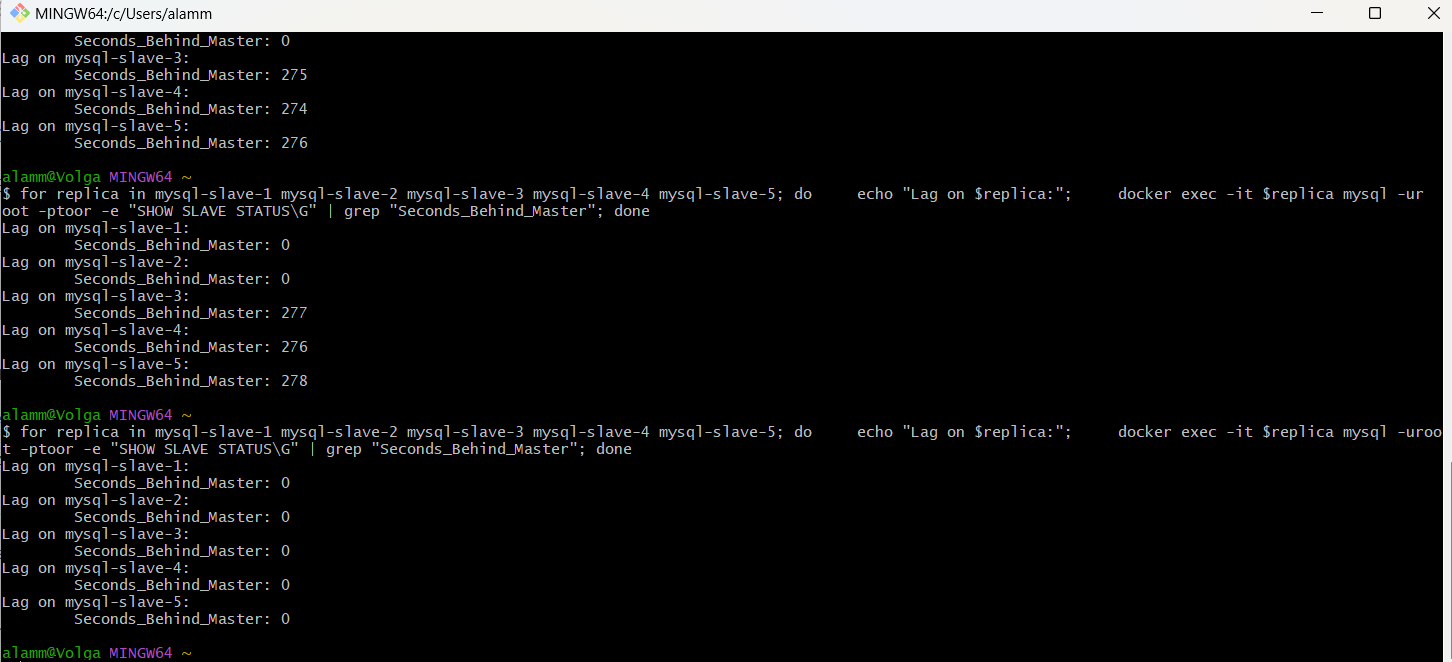 MINGW64:/c/Users/alamm
Seconds_Behind_Master: 0
Lag on mysql-slave-3:
Seconds_Behind_Master: 275
Lag on mysql-slave-4:
Seconds_Behind_Master: 274
Lag on mysql-slave-5:
Seconds_Behind_Master: 276
alamm@Volga MINGW64 ~
$ for replica in mysql-slave-1 mysql-slave-2 mysql-slave-3 mysql-slave-4 mysql-slave-5; do     echo "Lag on $replica:";     docker exec -it $replica mysql -ur
oot -ptoor -e "SHOW SLAVE STATUS\G" | grep "Seconds_Behind_Master"; done
Lag on mysql-slave-1:
Seconds_Behind_Master: 0
Lag on mysql-slave-2:
Seconds_Behind_Master: 0
Lag on mysql-slave-3:
Seconds_Behind_Master: 277
Lag on mysql-slave-4:
Seconds_Behind_Master: 276
Lag on mysql-slave-5:
Seconds_Behind_Master: 278
alamm@Volga MINGW64 ~
$ for replica in mysql-slave-1 mysql-slave-2 mysql-slave-3 mysql-slave-4 mysql-slave-5; do     echo "Lag on $replica:";     docker exec -it $replica mysql -uroo
t -ptoor -e "SHOW SLAVE STATUS\G" | grep "Seconds_Behind_Master"; done
Lag on mysql-slave-1:
Seconds_Behind_Master: 0
Lag on mysql-slave-2:
Seconds_Behind_Master: 0
Lag on mysql-slave-3:
Seconds_Behind_Master: 0
Lag on mysql-slave-4:
Seconds_Behind_Master: 0
Lag on mysql-slave-5:
Seconds_Behind_Master: 0
alamm@Volga MINGW64 ~